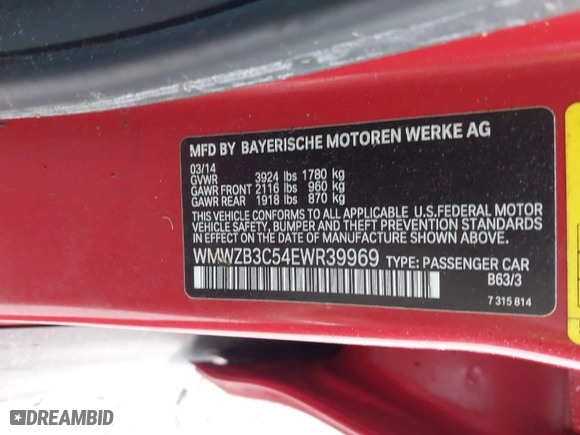 MFD BY BAYERISCHE MOTOREN WERKE AG
03/14
GVWR 3924 lbs 1780 kg
GAWR FRONT 2116 lbs 960 kg
GAWR REAR 1918 lbs 870 kg
THIS VEHICLE CONFORMS TO ALL APPLICABLE U.S.FEDERAL MOTOR
VEHICLE SAFETY, BUMPER, AND THEFT PREVENTION STANDARDS
IN EFFECT ON THE DATE OF MANUFACTURE SHOWN ABOVE.
WMWZB3C54EWR39969 TYPE: PASSENGER CAR
B63/3
7 315 814
DREAMBID